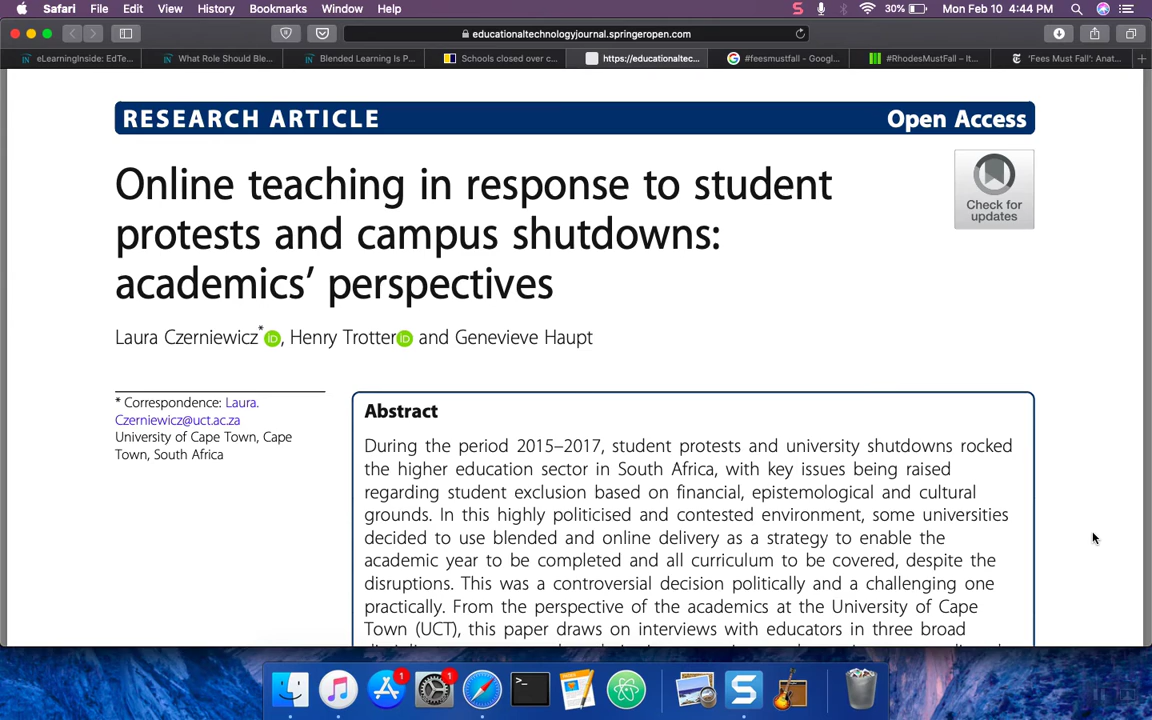 Safari File Edit View History Bookmarks Window Help S 30% Mon Feb 10 4:44 PM
educationaltechnologyjournal.springeropen.com
eLearningInside: EdTe... What Role Should Ble... Blended Learning Is P... Schools closed over c... https://educationaltec... #feesmustfall - Googl... #RhodesMustFall – It... 'Fees Must Fall': Anat...
RESEARCH ARTICLE Open Access
Online teaching in response to student
protests and campus shutdowns:
academics' perspectives
Check for
updates
Laura Czerniewicz* iD, Henry Trotter iD and Genevieve Haupt
* Correspondence: Laura.
Czerniewicz@uct.ac.za
University of Cape Town, Cape
Town, South Africa
Abstract
During the period 2015–2017, student protests and university shutdowns rocked
the higher education sector in South Africa, with key issues being raised
regarding student exclusion based on financial, epistemological and cultural
grounds. In this highly politicised and contested environment, some universities
decided to use blended and online delivery as a strategy to enable the
academic year to be completed and all curriculum to be covered, despite the
disruptions. This was a controversial decision politically and a challenging one
practically. From the perspective of the academics at the University of Cape
Town (UCT), this paper draws on interviews with educators in three broad
1 1 >_ S